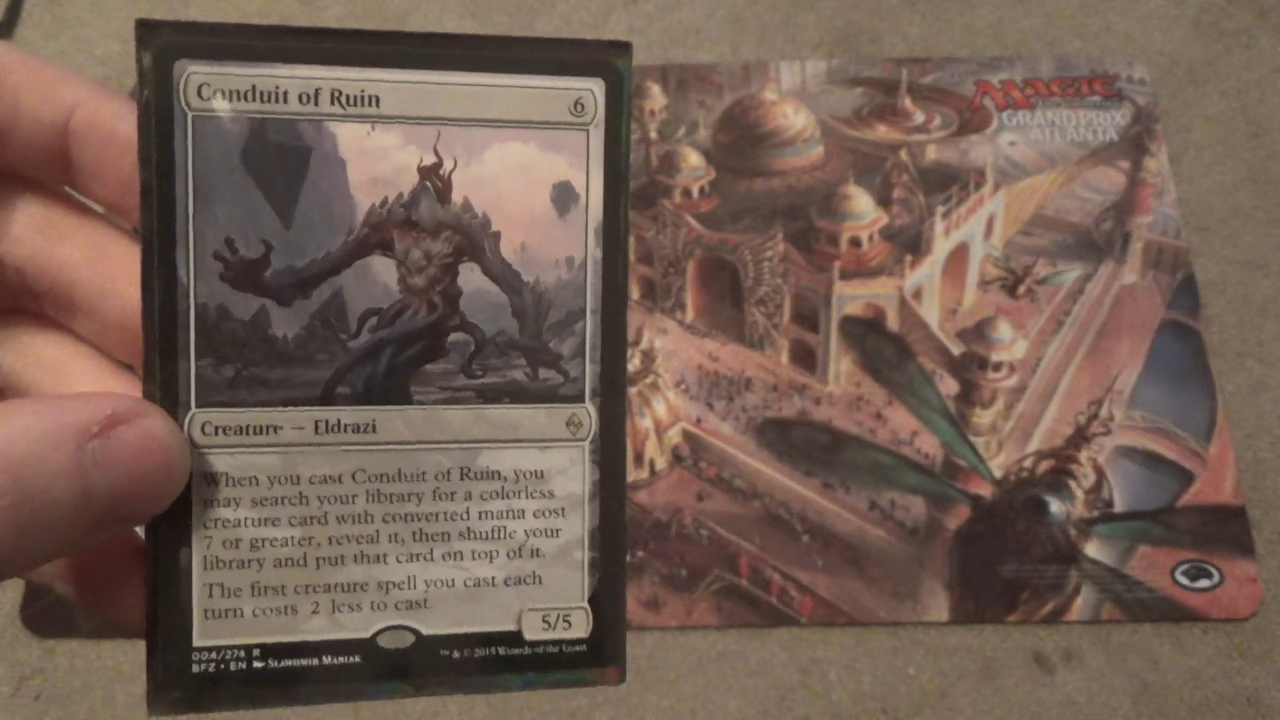 Conduit of Ruin
6
Creature — Eldrazi
When you cast Conduit of Ruin, you
may search your library for a colorless
creature card with converted mana cost
7 or greater, reveal it, then shuffle your
library and put that card on top of it.
The first creature spell you cast each
turn costs 2 less to cast.
5/5
004/274 R
BFZ • EN SLAWOMIR MANIAK
™ & © 2015 Wizards of the Coast
MAGIC
GRAND PRIX
ATLANTA